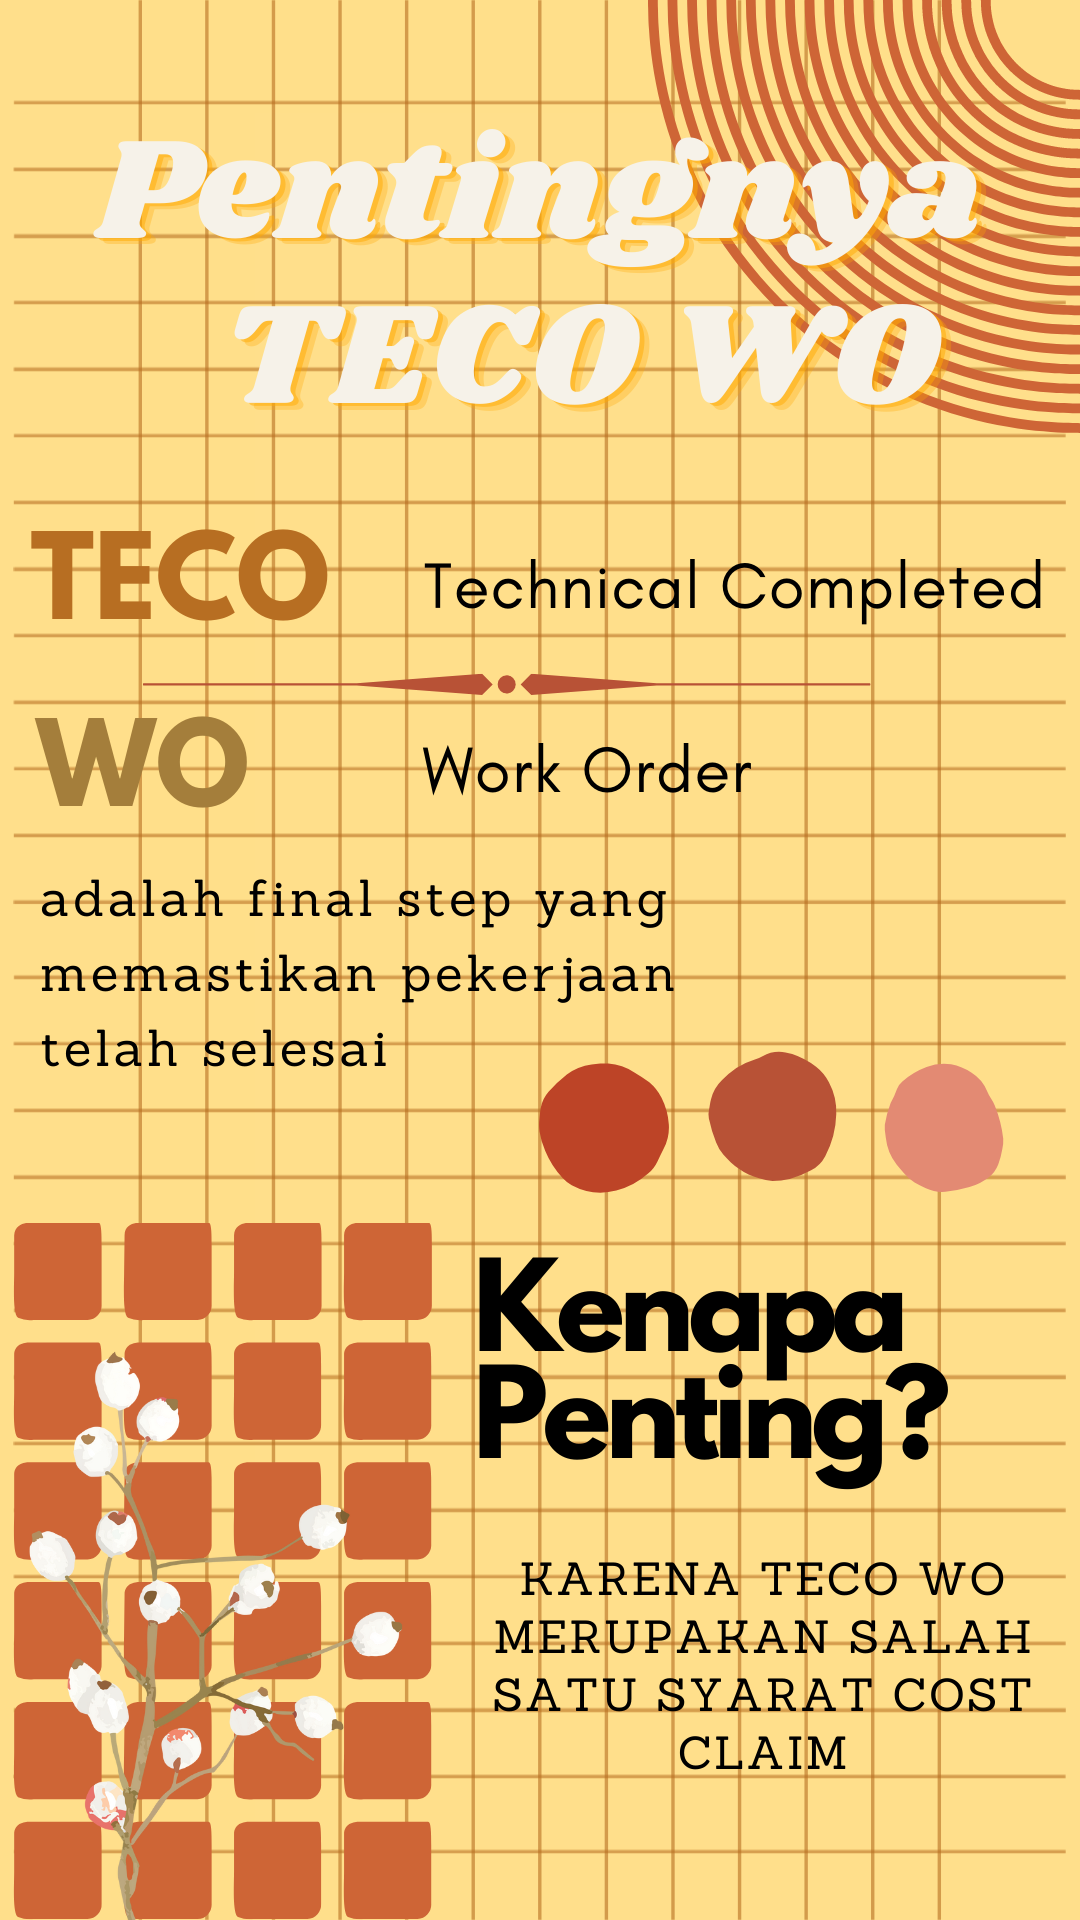 Pentingnya
TECO WO
TECO Technical Completed
WO Work Order
adalah final step yang
memastikan pekerjaan
telah selesai
Kenapa
Penting?
KARENA TECO WO
MERUPAKAN SALAH
SATU SYARAT COST
CLAIM